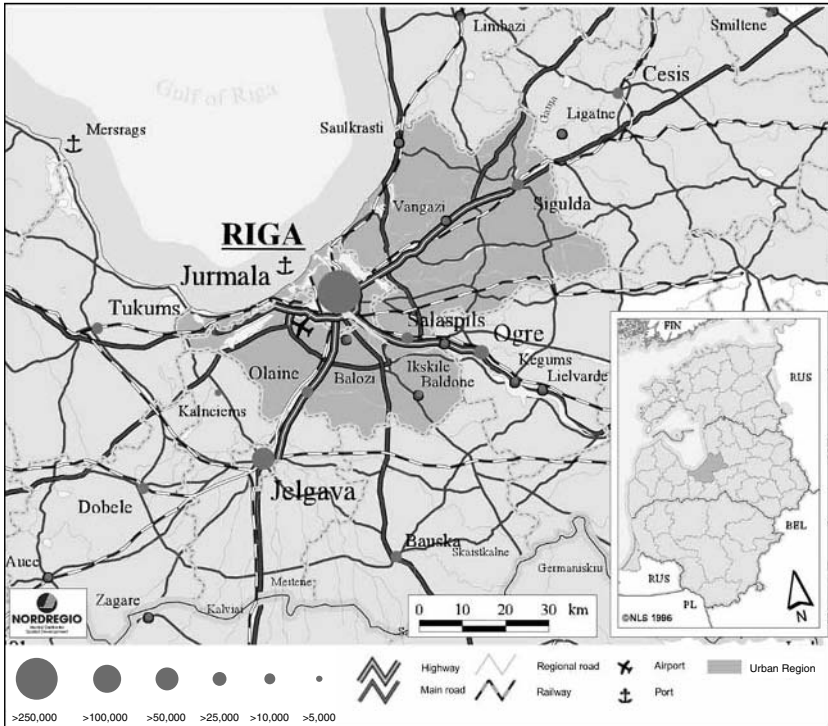 Limbazi
Smiltene
Gulf of Riga
Cesis
Gauja
Ligatne
Mersrags
Saulkrasti
Vangazi
Sigulda
RIGA
Jurmala
Tukums
Salaspils
Ogre
Kegums
Ikskile
Lielvarde
Olaine
Balozi
Baldone
Kalnciems
Jelgava
Dobele
Bauska
Skaistkalne
Auce
Meitene
Zagare
Kalviai
NORDREGIO
0 10 20 30 km
FIN
RUS
BEL
RUS
PL
©NLS 1996
N
Highway
Main road
Regional road
Railway
Airport
Port
Urban Region
>250,000 >100,000 >50,000 >25,000 >10,000 >5,000